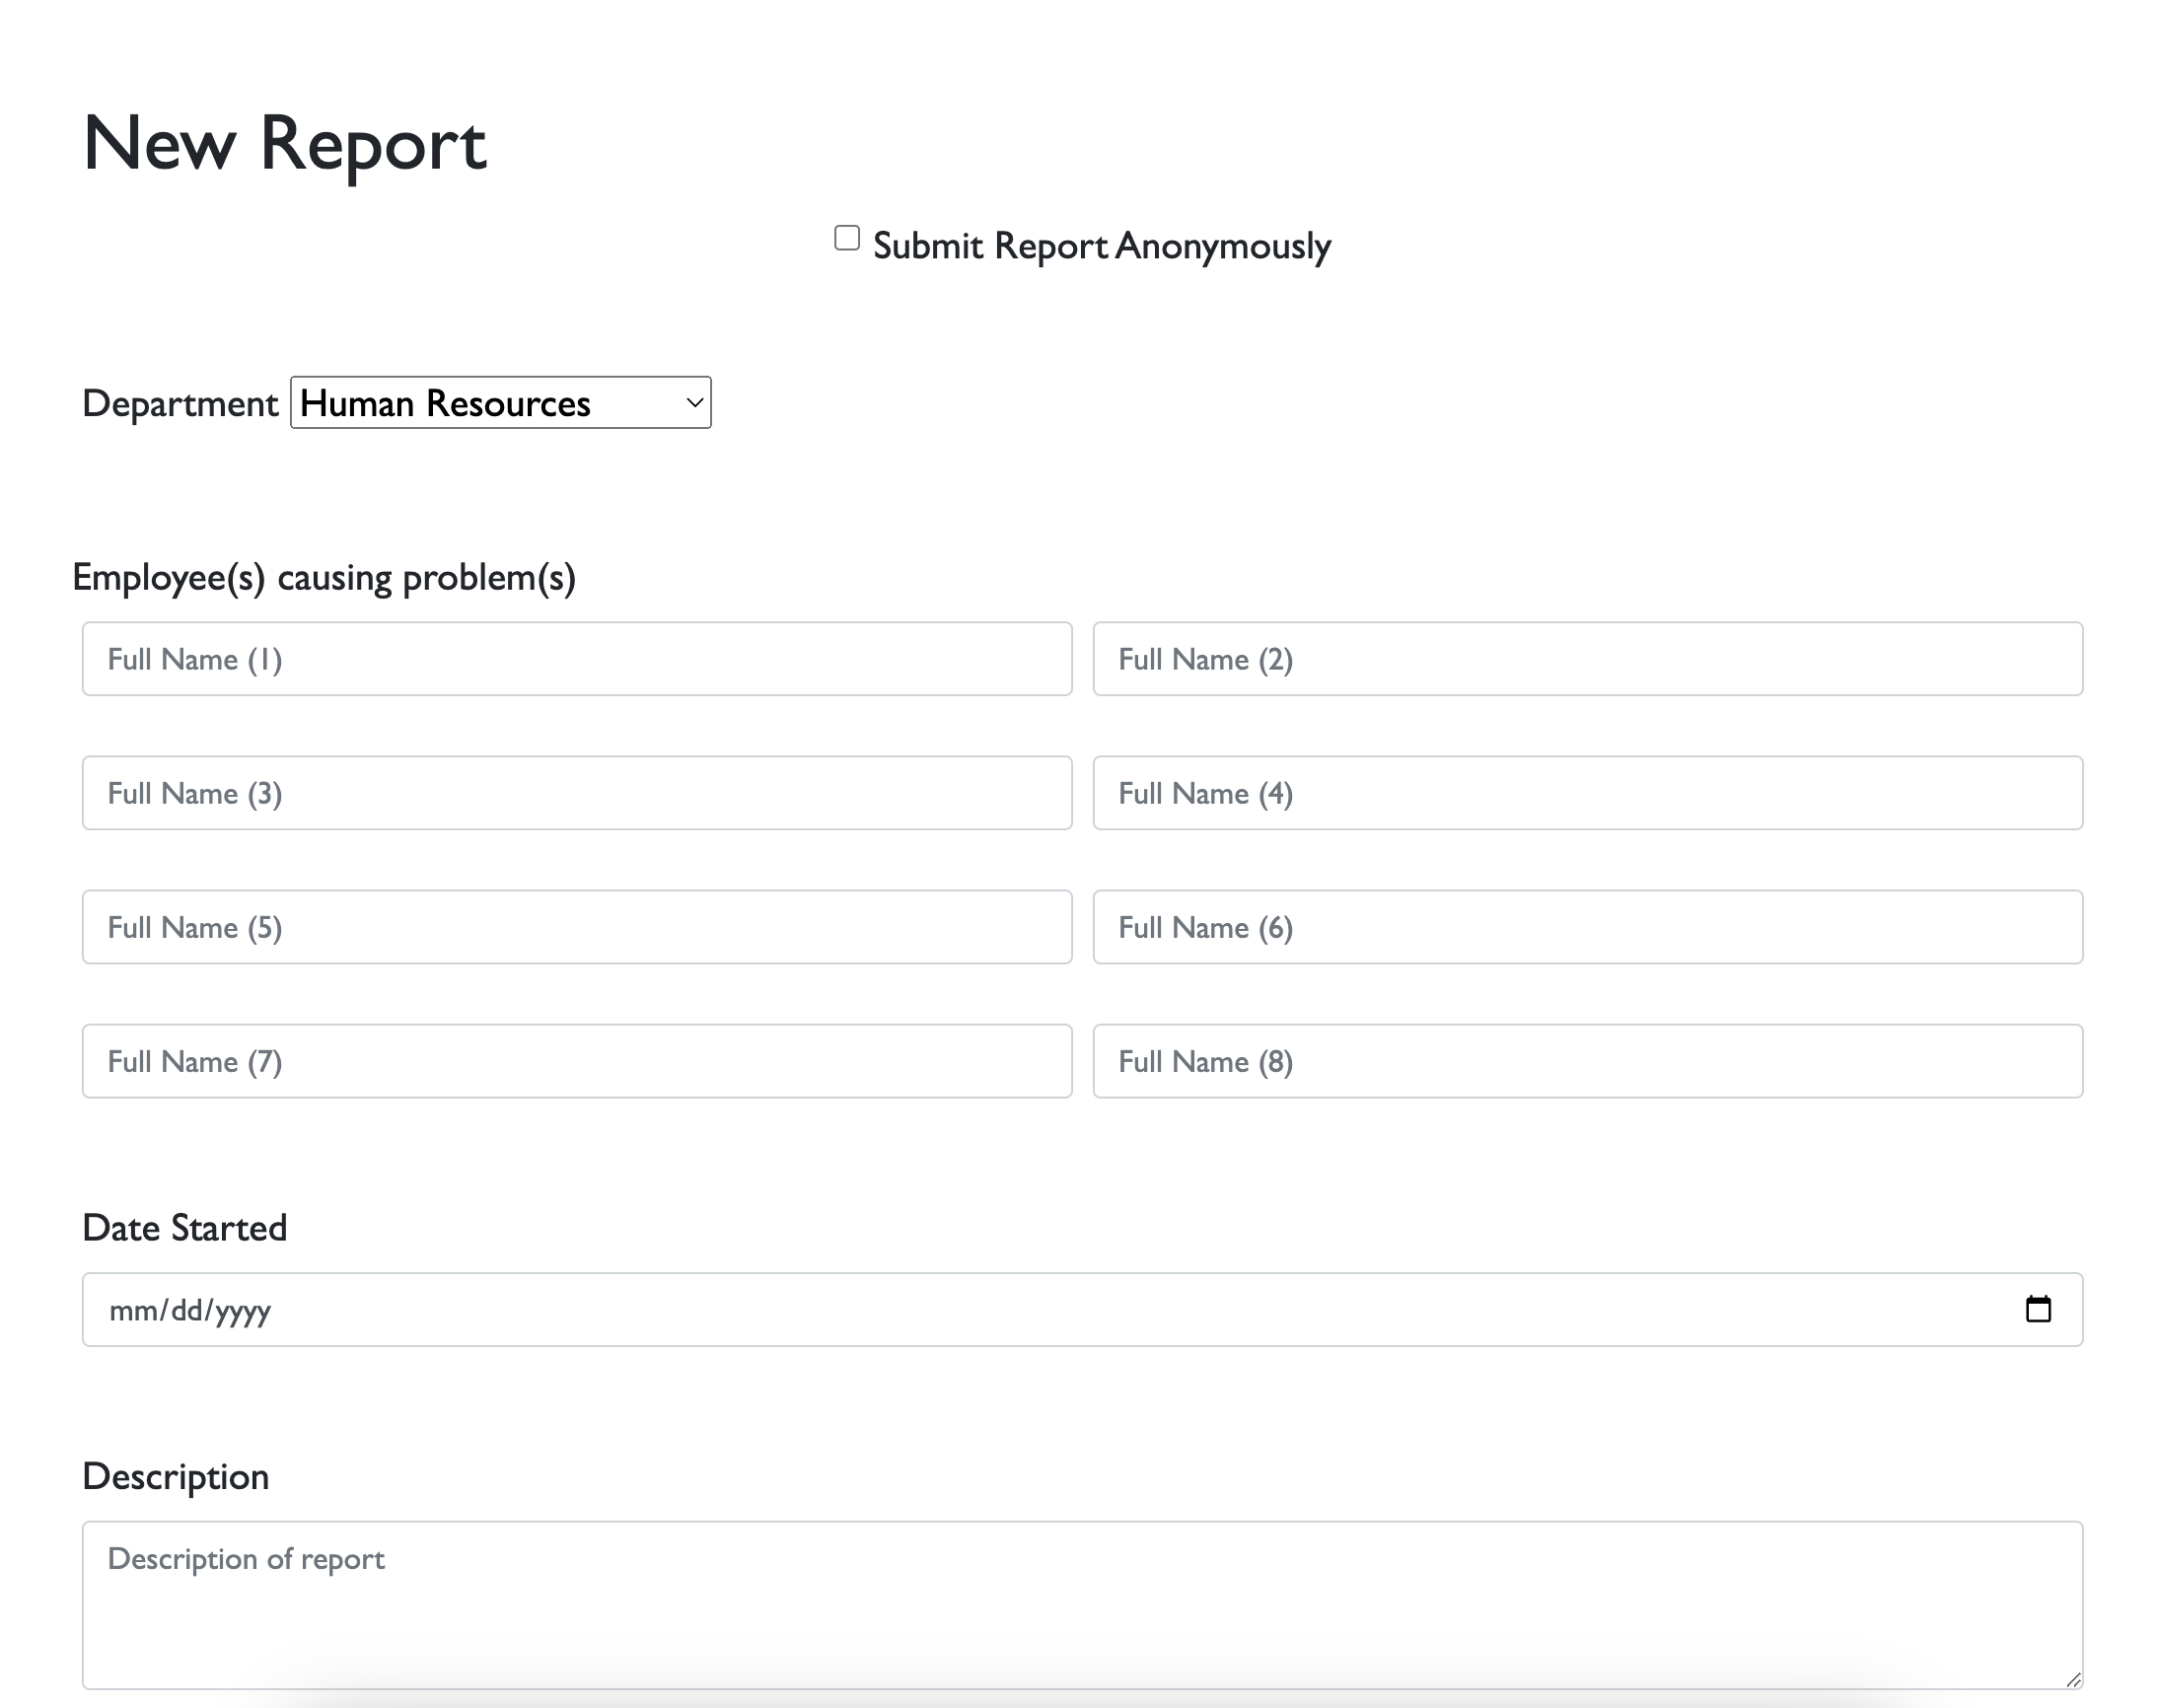 New Report
Submit Report Anonymously
Department Human Resources
Employee(s) causing problem(s)
Full Name (1) Full Name (2)
Full Name (3) Full Name (4)
Full Name (5) Full Name (6)
Full Name (7) Full Name (8)
Date Started
mm/dd/yyyy
Description
Description of report